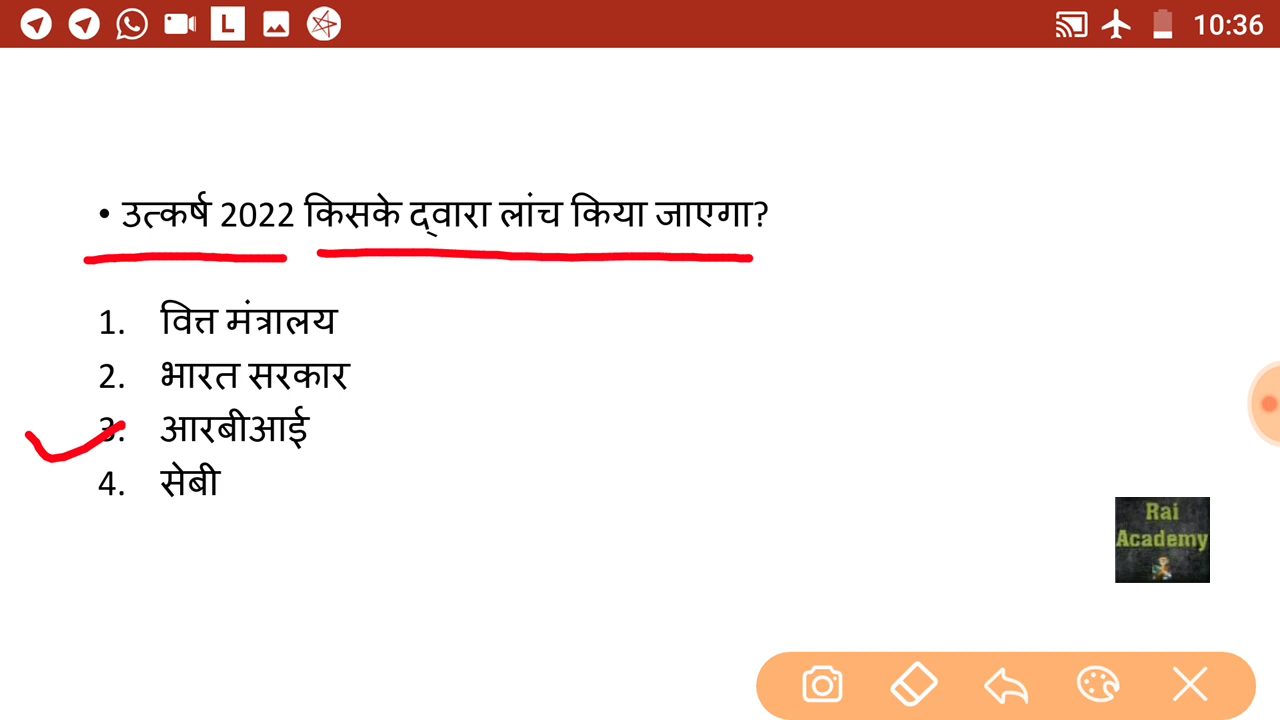 L 10:36
• उत्कर्ष 2022 किसके द्वारा लांच किया जाएगा?
1. वित्त मंत्रालय
2. भारत सरकार
3. आरबीआई
4. सेबी
Rai
Academy